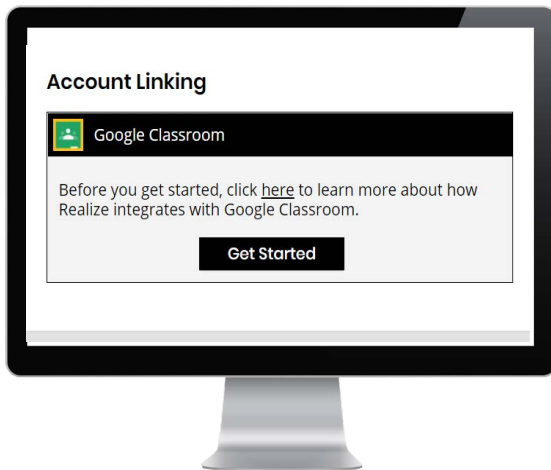 Account Linking
Google Classroom
Before you get started, click here to learn more about how
Realize integrates with Google Classroom.
Get Started